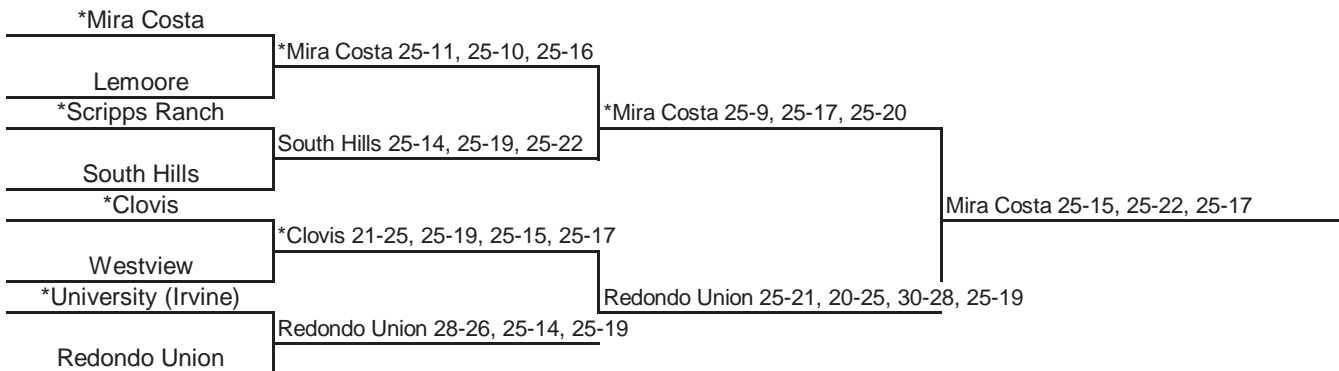 *Mira Costa
*Mira Costa 25-11, 25-10, 25-16
Lemoore
*Scripps Ranch
*Mira Costa 25-9, 25-17, 25-20
South Hills 25-14, 25-19, 25-22
South Hills
*Clovis
Mira Costa 25-15, 25-22, 25-17
*Clovis 21-25, 25-19, 25-15, 25-17
Westview
*University (Irvine)
Redondo Union 25-21, 20-25, 30-28, 25-19
Redondo Union 28-26, 25-14, 25-19
Redondo Union